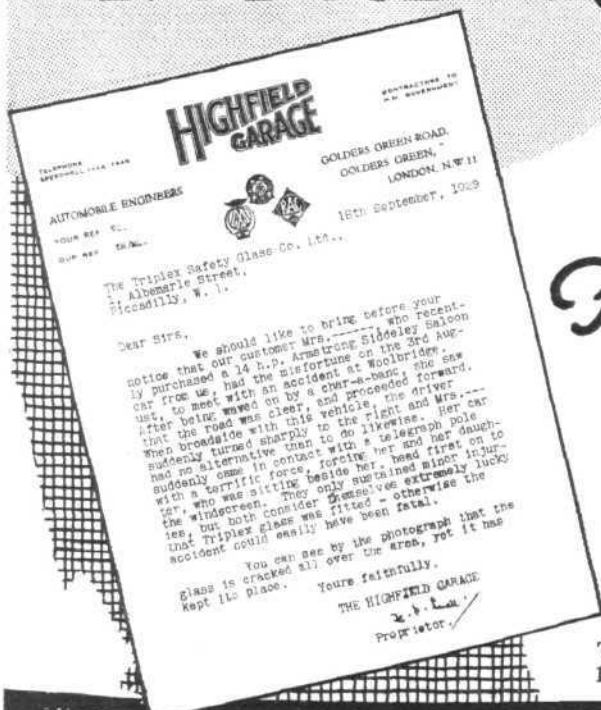 HIGHFIELD
GARAGE
CONTRACTORS TO
H.M. GOVERNMENT
TELEPHONE
SPEEDWELL
AUTOMOBILE ENGINEERS
GOLDERS GREEN ROAD,
GOLDERS GREEN,
LONDON, N.W.11
YOUR REF
OUR REF
18th September, 1929
The Triplex Safety Glass Co. Ltd.,
1 Albemarle Street,
Piccadilly, W. 1.
Dear Sirs,
We should like to bring before your
notice that our customer Mrs.------, who recent-
ly purchased a 14 h.p. Armstrong Siddeley Saloon
car from us, had the misfortune on the 3rd Aug-
ust, to meet with an accident at Woolbridge.
After being waved on by a char-a-banc, she saw
that the road was clear, and proceeded forward.
When broadside with this vehicle, the driver
suddenly turned sharply to the right and Mrs.---
had no alternative than to do likewise. Her car
suddenly came in contact with a telegraph pole
with a terrific force, forcing her and her daugh-
ter, who was sitting beside her, head first on to
the windscreen. They only sustained minor injur-
ies, but both consider themselves extremely lucky
that Triplex glass was fitted - otherwise the
accident could easily have been fatal.
You can see by the photograph that the
glass is cracked all over the area, yet it has
kept its place.
Yours faithfully.
THE HIGHFIELD GARAGE
Proprietor.